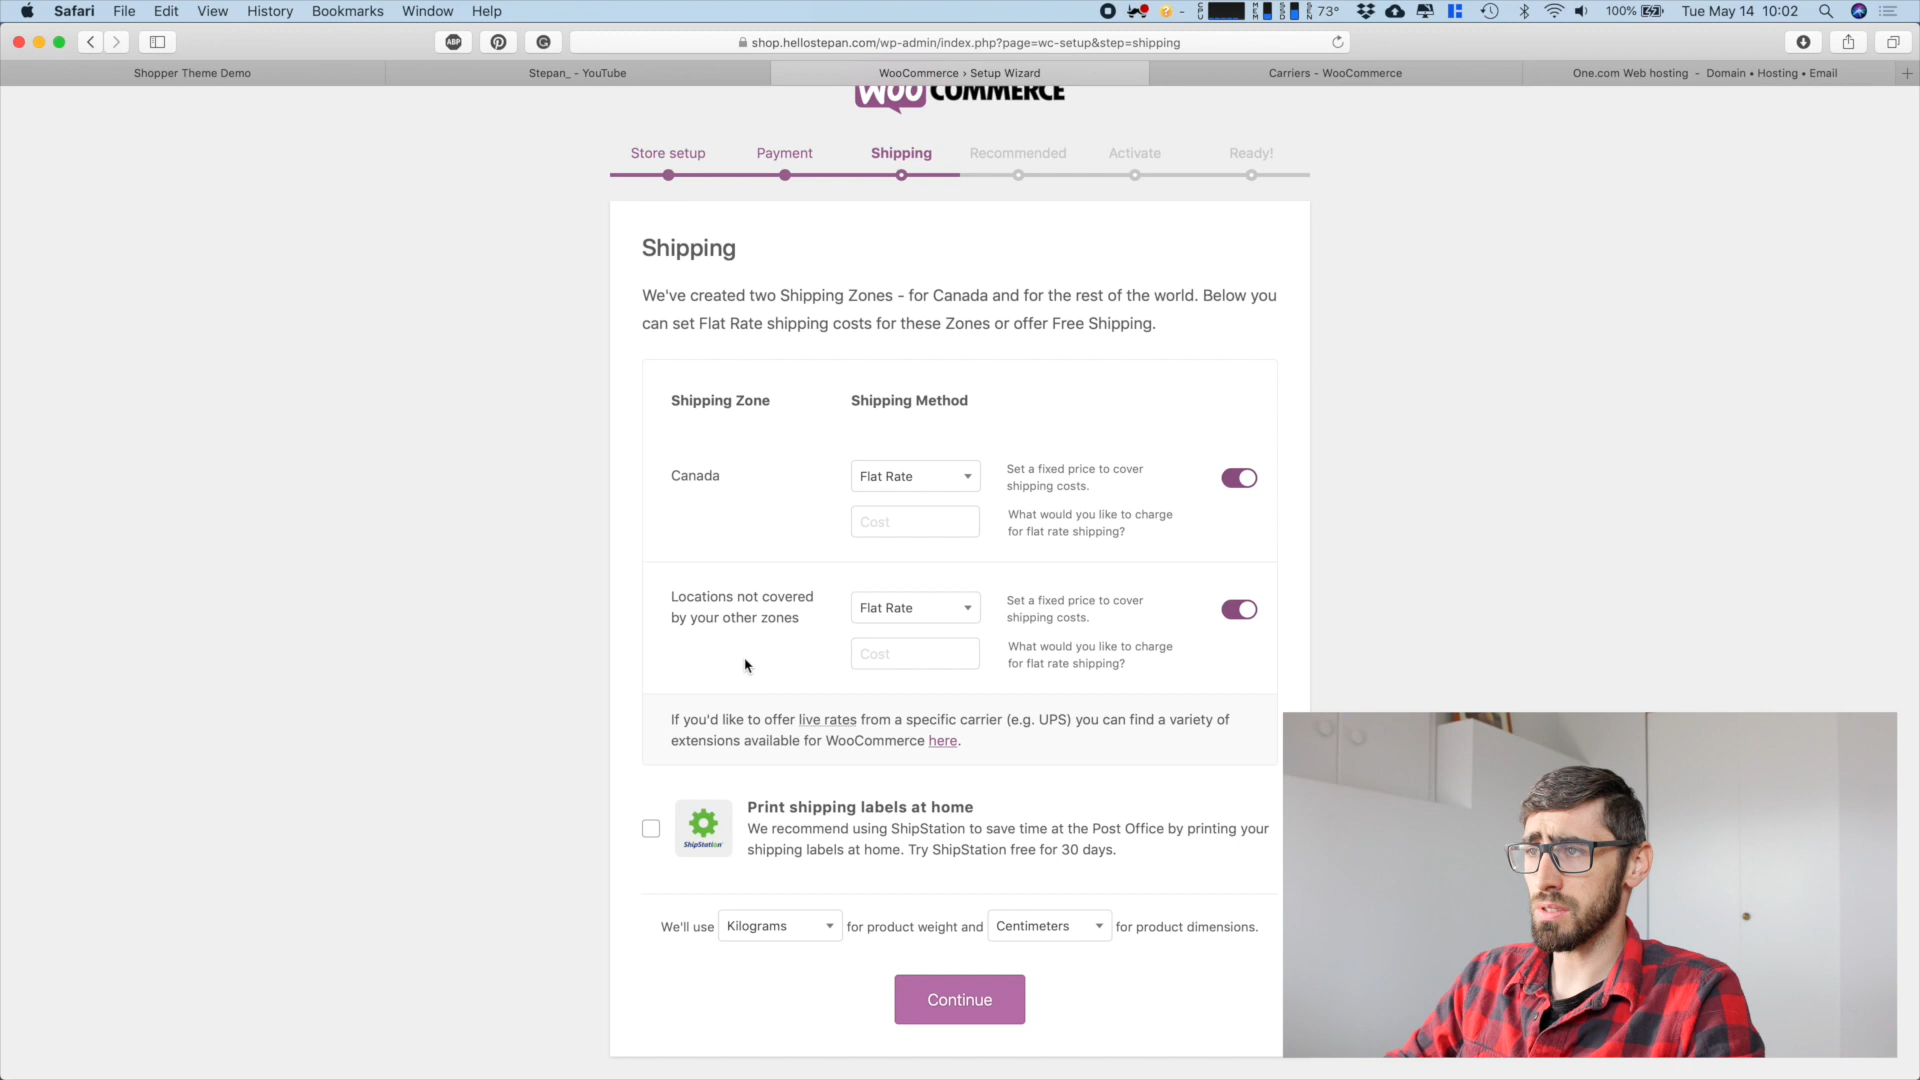 Safari File Edit View History Bookmarks Window Help 73° 100% Tue May 14 10:02
ABP shop.hellostepan.com/wp-admin/index.php?page=wc-setup&step=shipping
Shopper Theme Demo Stepan_ - YouTube WooCommerce › Setup Wizard Carriers - WooCommerce One.com Web hosting - Domain • Hosting • Email
WOO COMMERCE
Store setup Payment Shipping Recommended Activate Ready!
Shipping
We've created two Shipping Zones - for Canada and for the rest of the world. Below you
can set Flat Rate shipping costs for these Zones or offer Free Shipping.
Shipping Zone Shipping Method
Canada Flat Rate Set a fixed price to cover
shipping costs.
Cost What would you like to charge
for flat rate shipping?
Locations not covered
by your other zones
Flat Rate Set a fixed price to cover
shipping costs.
Cost What would you like to charge
for flat rate shipping?
If you'd like to offer live rates from a specific carrier (e.g. UPS) you can find a variety of
extensions available for WooCommerce here.
ShipStation
Print shipping labels at home
We recommend using ShipStation to save time at the Post Office by printing your
shipping labels at home. Try ShipStation free for 30 days.
We'll use Kilograms for product weight and Centimeters for product dimensions.
Continue